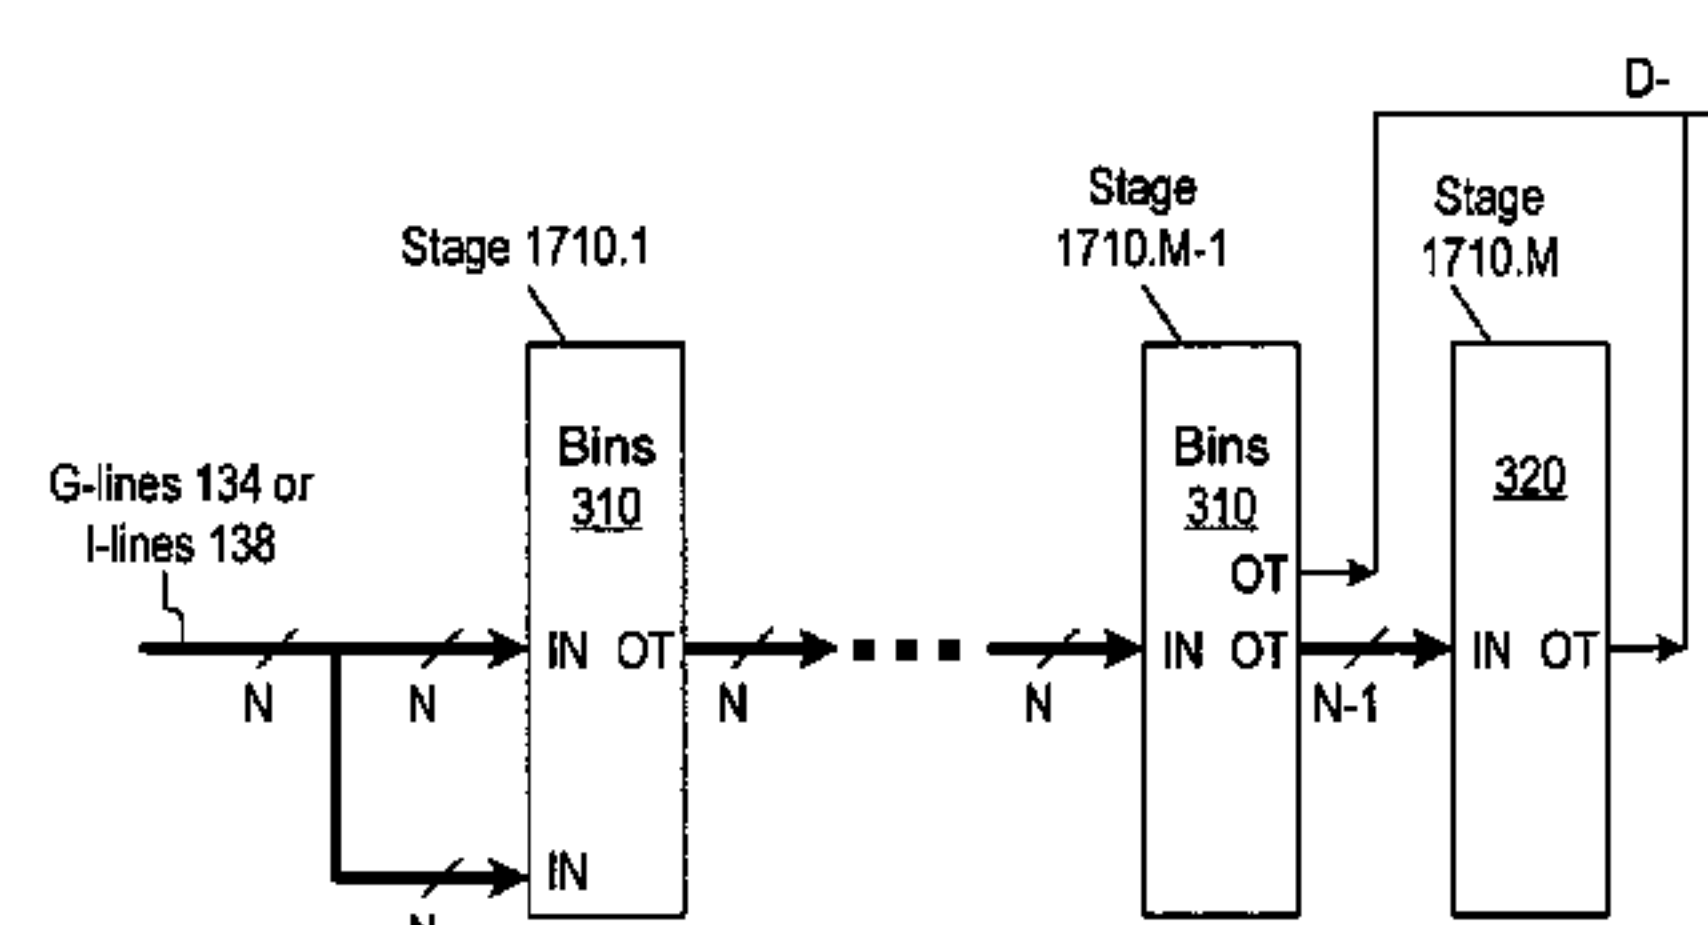 D-
Stage
1710.M-1
Stage
1710.M
Stage 1710.1
G-lines 134 or
I-lines 138
Bins
310
Bins
310
320
OT
IN OT
IN OT
IN OT
N
N
N
N
N-1
IN
N